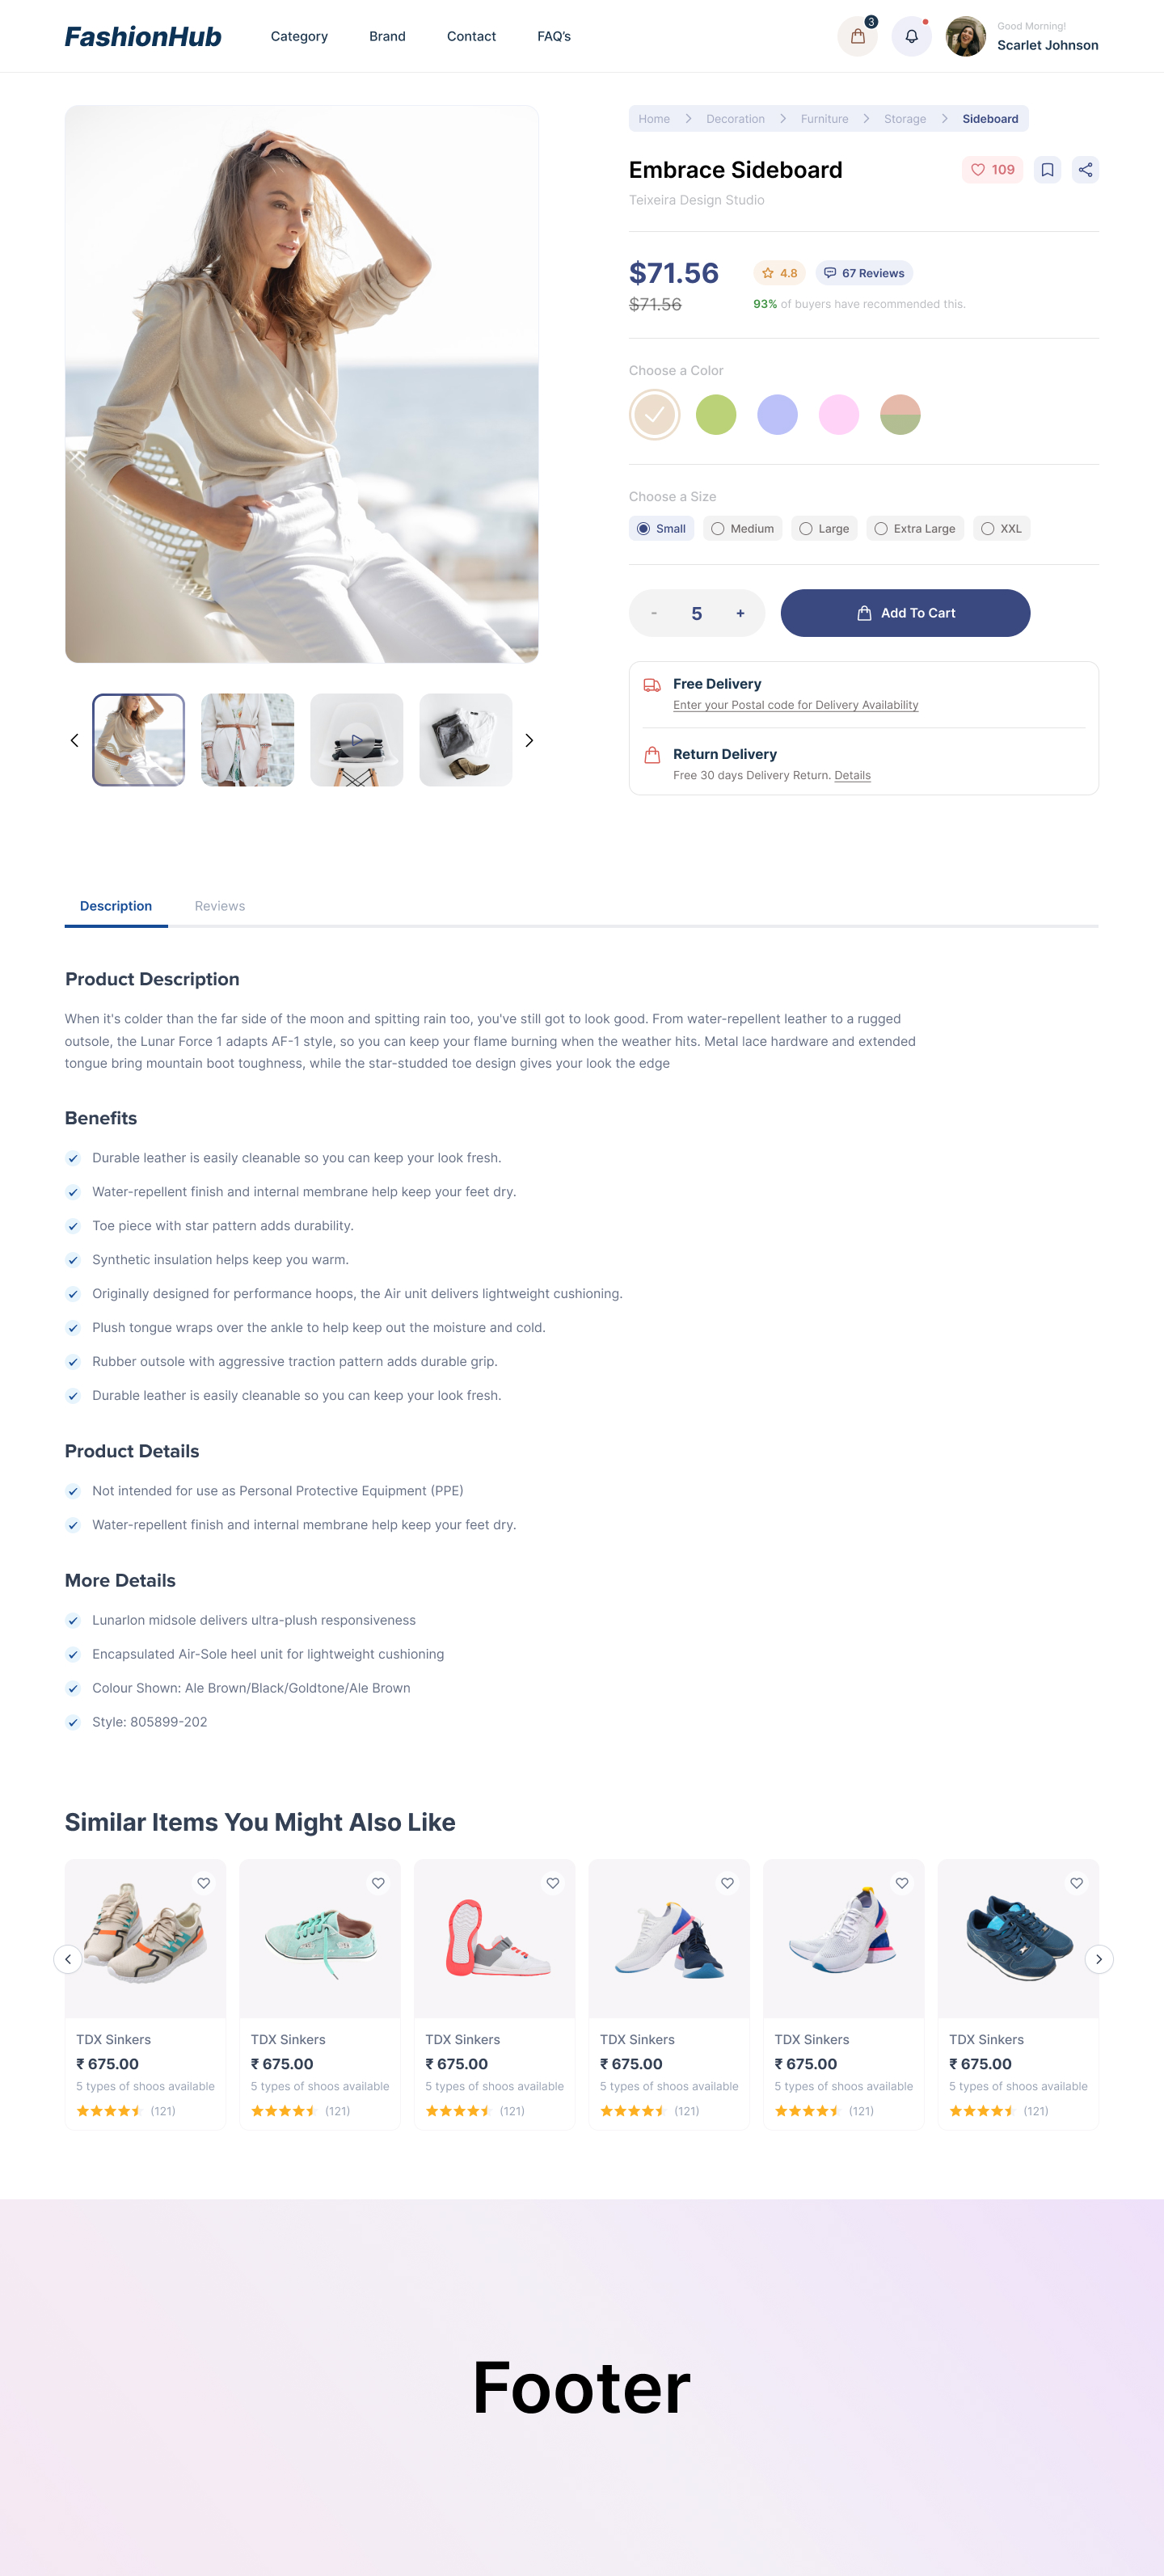 FashionHub
Category
Brand
Contact
FAQ's
3
Good Morning!
Scarlet Johnson
Home
Decoration
Furniture
Storage
Sideboard
Embrace Sideboard
109
Teixeira Design Studio
$71.56
4.8
67 Reviews
$71.56
93% of buyers have recommended this.
Choose a Color
Choose a Size
Small
Medium
Large
Extra Large
XXL
-
5
+
Add To Cart
Free Delivery
Enter your Postal code for Delivery Availability
Return Delivery
Free 30 days Delivery Return. Details
Description
Reviews
Product Description
When it's colder than the far side of the moon and spitting rain too, you've still got to look good. From water-repellent leather to a rugged
outsole, the Lunar Force 1 adapts AF-1 style, so you can keep your flame burning when the weather hits. Metal lace hardware and extended
tongue bring mountain boot toughness, while the star-studded toe design gives your look the edge
Benefits
Durable leather is easily cleanable so you can keep your look fresh.
Water-repellent finish and internal membrane help keep your feet dry.
Toe piece with star pattern adds durability.
Synthetic insulation helps keep you warm.
Originally designed for performance hoops, the Air unit delivers lightweight cushioning.
Plush tongue wraps over the ankle to help keep out the moisture and cold.
Rubber outsole with aggressive traction pattern adds durable grip.
Durable leather is easily cleanable so you can keep your look fresh.
Product Details
Not intended for use as Personal Protective Equipment (PPE)
Water-repellent finish and internal membrane help keep your feet dry.
More Details
Lunarlon midsole delivers ultra-plush responsiveness
Encapsulated Air-Sole heel unit for lightweight cushioning
Colour Shown: Ale Brown/Black/Goldtone/Ale Brown
Style: 805899-202
Similar Items You Might Also Like
TDX Sinkers
₹ 675.00
5 types of shoos available
(121)
TDX Sinkers
₹ 675.00
5 types of shoos available
(121)
TDX Sinkers
₹ 675.00
5 types of shoos available
(121)
TDX Sinkers
₹ 675.00
5 types of shoos available
(121)
TDX Sinkers
₹ 675.00
5 types of shoos available
(121)
TDX Sinkers
₹ 675.00
5 types of shoos available
(121)
Footer